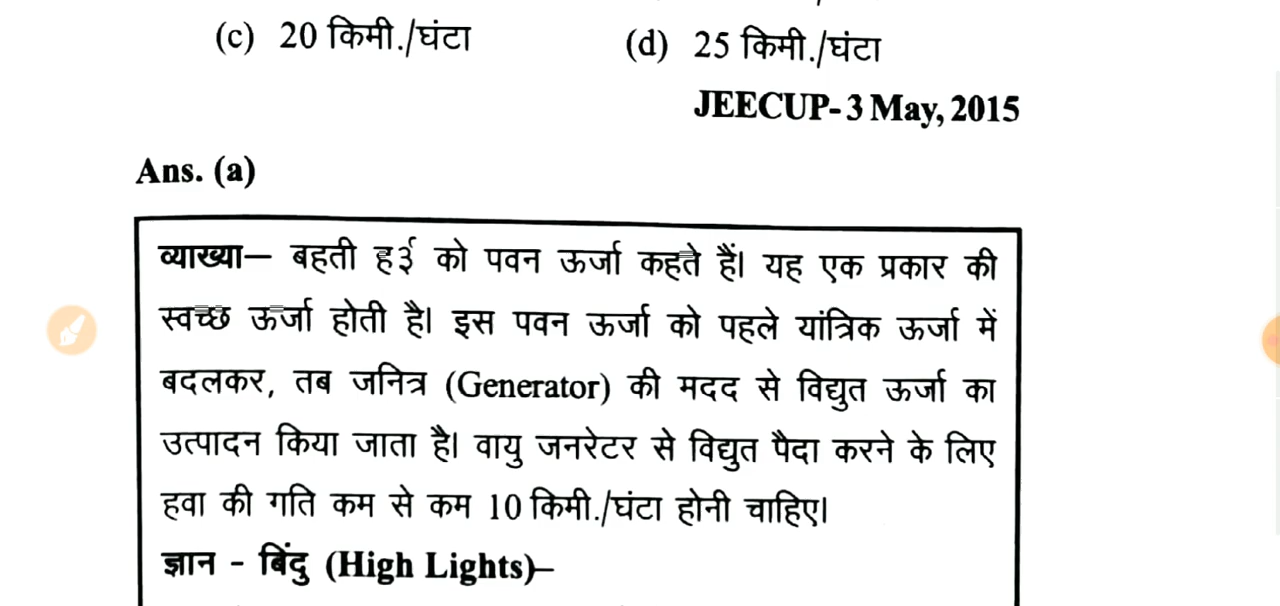 (c) 20 किमी./घंटा (d) 25 किमी./घंटा
JEECUP- 3 May, 2015
Ans. (a)
व्याख्या– बहती हई को पवन ऊर्जा कहते हैं। यह एक प्रकार की
स्वच्छ ऊर्जा होती है। इस पवन ऊर्जा को पहले यांत्रिक ऊर्जा में
बदलकर, तब जनित्र (Generator) की मदद से विद्युत ऊर्जा का
उत्पादन किया जाता है। वायु जनरेटर से विद्युत पैदा करने के लिए
हवा की गति कम से कम 10 किमी./घंटा होनी चाहिए।
ज्ञान - बिंदु (High Lights)–